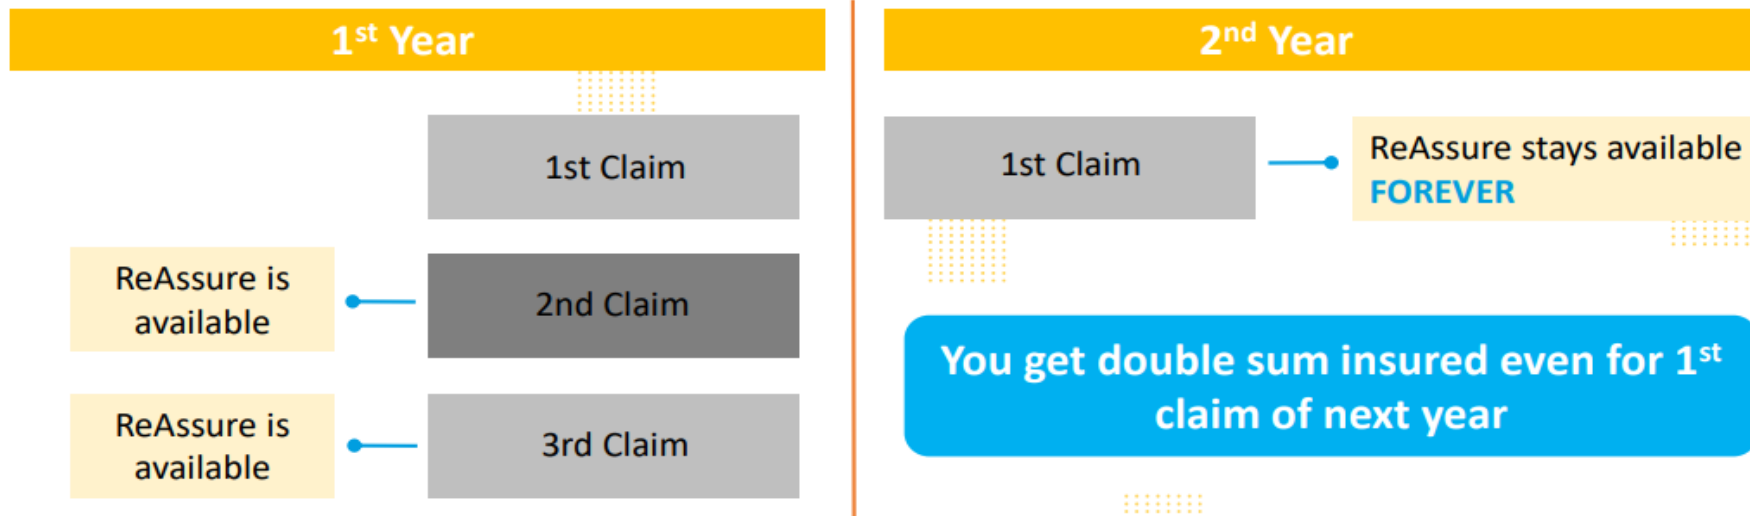 1st Year
1st Claim
ReAssure is
available
2nd Claim
ReAssure is
available
3rd Claim
2nd Year
1st Claim
ReAssure stays available
FOREVER
You get double sum insured even for 1st
claim of next year